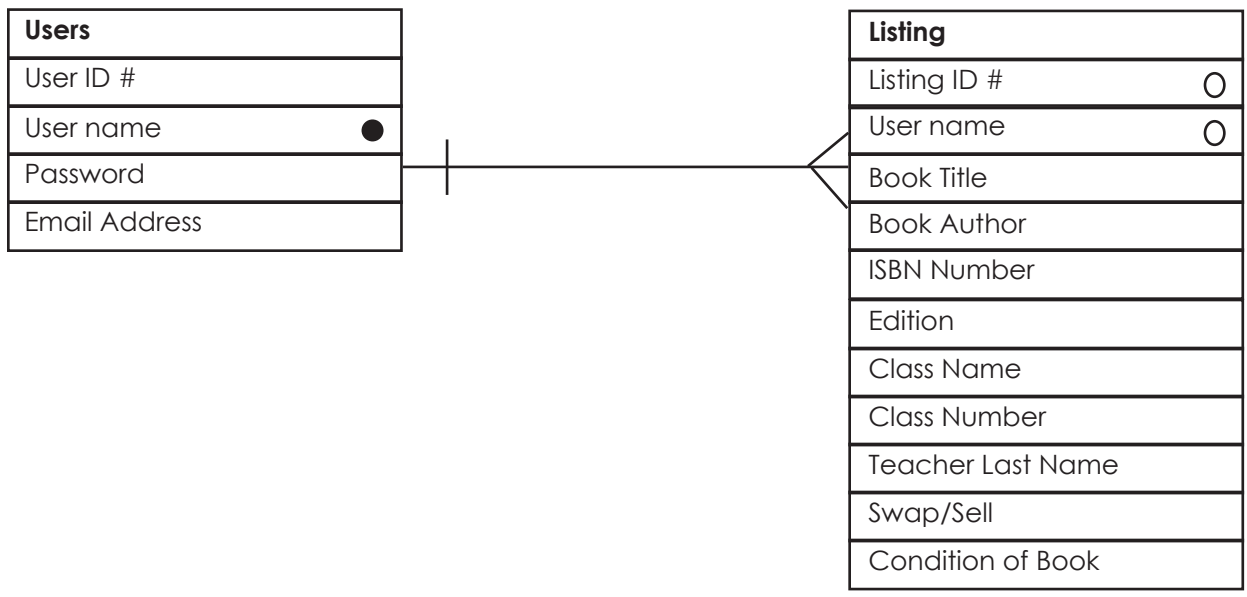 Users
User ID #
User name
Password
Email Address
Listing
Listing ID #
User name
Book Title
Book Author
ISBN Number
Edition
Class Name
Class Number
Teacher Last Name
Swap/Sell
Condition of Book